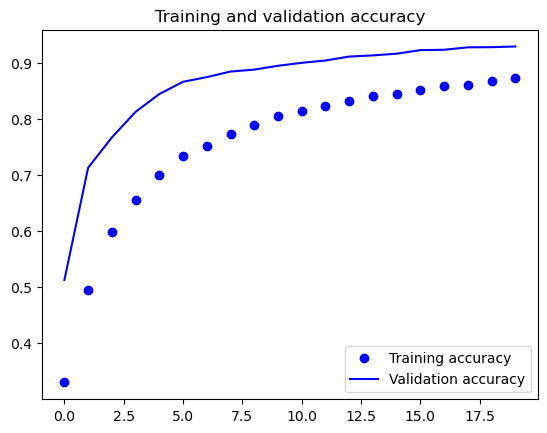 Training and validation accuracy
0.9
0.8
0.7
0.6
0.5
0.4
Training accuracy
Validation accuracy
0.0 2.5 5.0 7.5 10.0 12.5 15.0 17.5